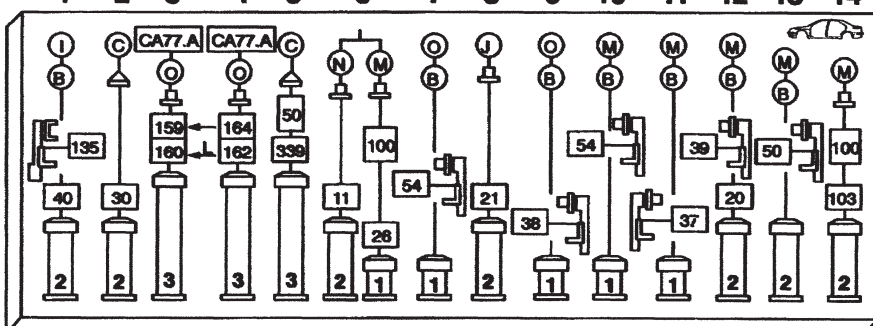 I C CA77.A CA77.A C O J O M M M
N M M M
B O O B B B B B B
50
159 164 100 54 39 50 100
135 160 162 339
54
40 30 11 21 20 103
38 37
26
2 2 3 3 3 2 1 1 2 1 1 1 2 2 2